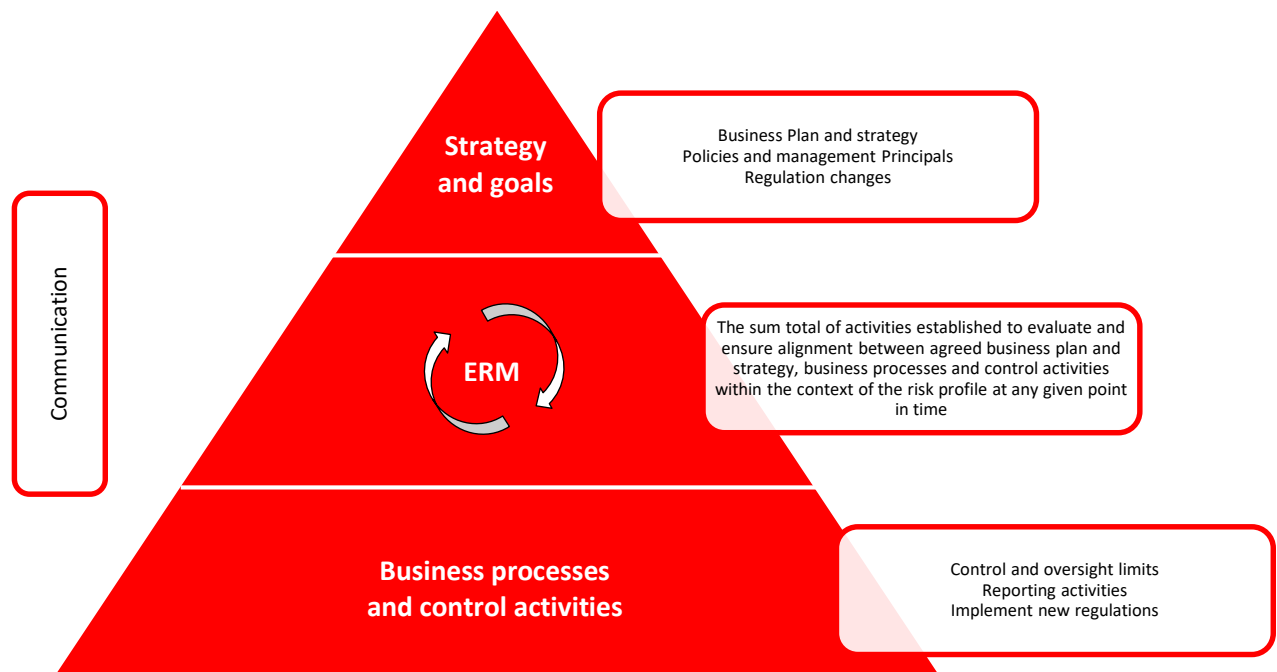 Strategy
and goals
Business Plan and strategy
Policies and management Principals
Regulation changes
Communication
ERM
The sum total of activities established to evaluate and
ensure alignment between agreed business plan and
strategy, business processes and control activities
within the context of the risk profile at any given point
in time
Business processes
and control activities
Control and oversight limits
Reporting activities
Implement new regulations